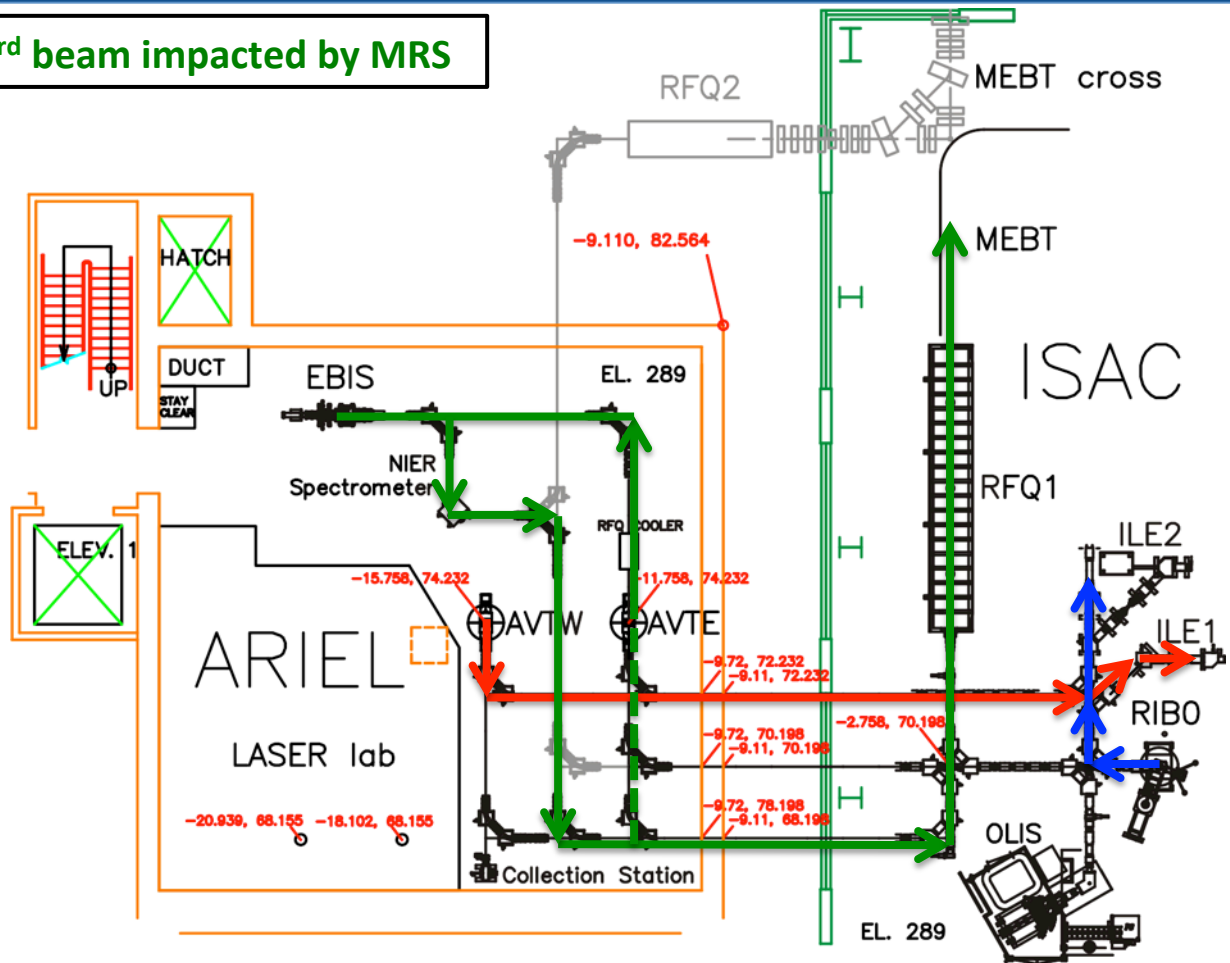 rd beam impacted by MRS
RFQ2
MEBT cross
-9.110, 82.564
MEBT
HATCH
DUCT
STAY
CLEAR
UP
EBIS
EL. 289
ISAC
NIER
Spectrometer
RFQ COOLER
RFQ1
ELEV. 1
ILE2
-15.758, 74.232
-11.758, 74.232
AVTW
AVTE
ILE1
ARIEL
-9.72, 72.232
-9.11, 72.232
RIBO
-9.72, 70.198
-9.11, 70.198
-2.758, 70.198
LASER lab
-9.72, 78.198
-9.11, 68.198
-20.939, 68.155
-18.102, 68.155
OLIS
Collection Station
EL. 289